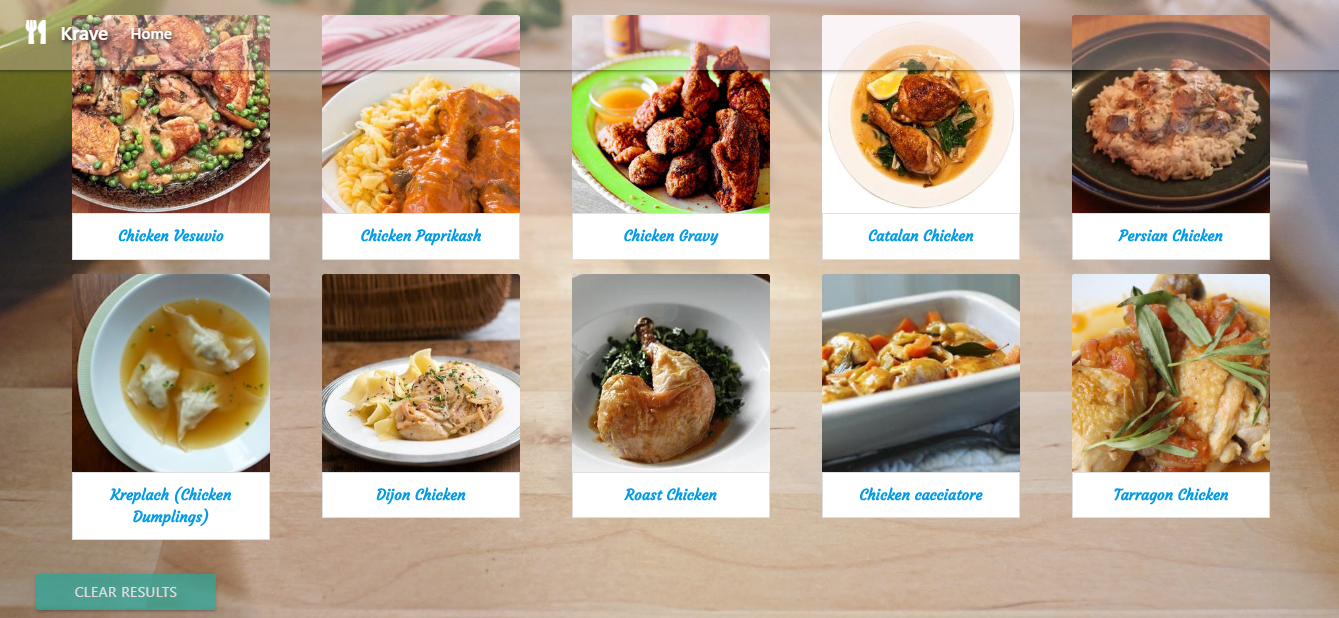 Krave Home
Chicken Vesuvio
Chicken Paprikash
Chicken Gravy
Catalan Chicken
Persian Chicken
Kreplach (Chicken
Dumplings)
Dijon Chicken
Roast Chicken
Chicken cacciatore
Tarragon Chicken
CLEAR RESULTS